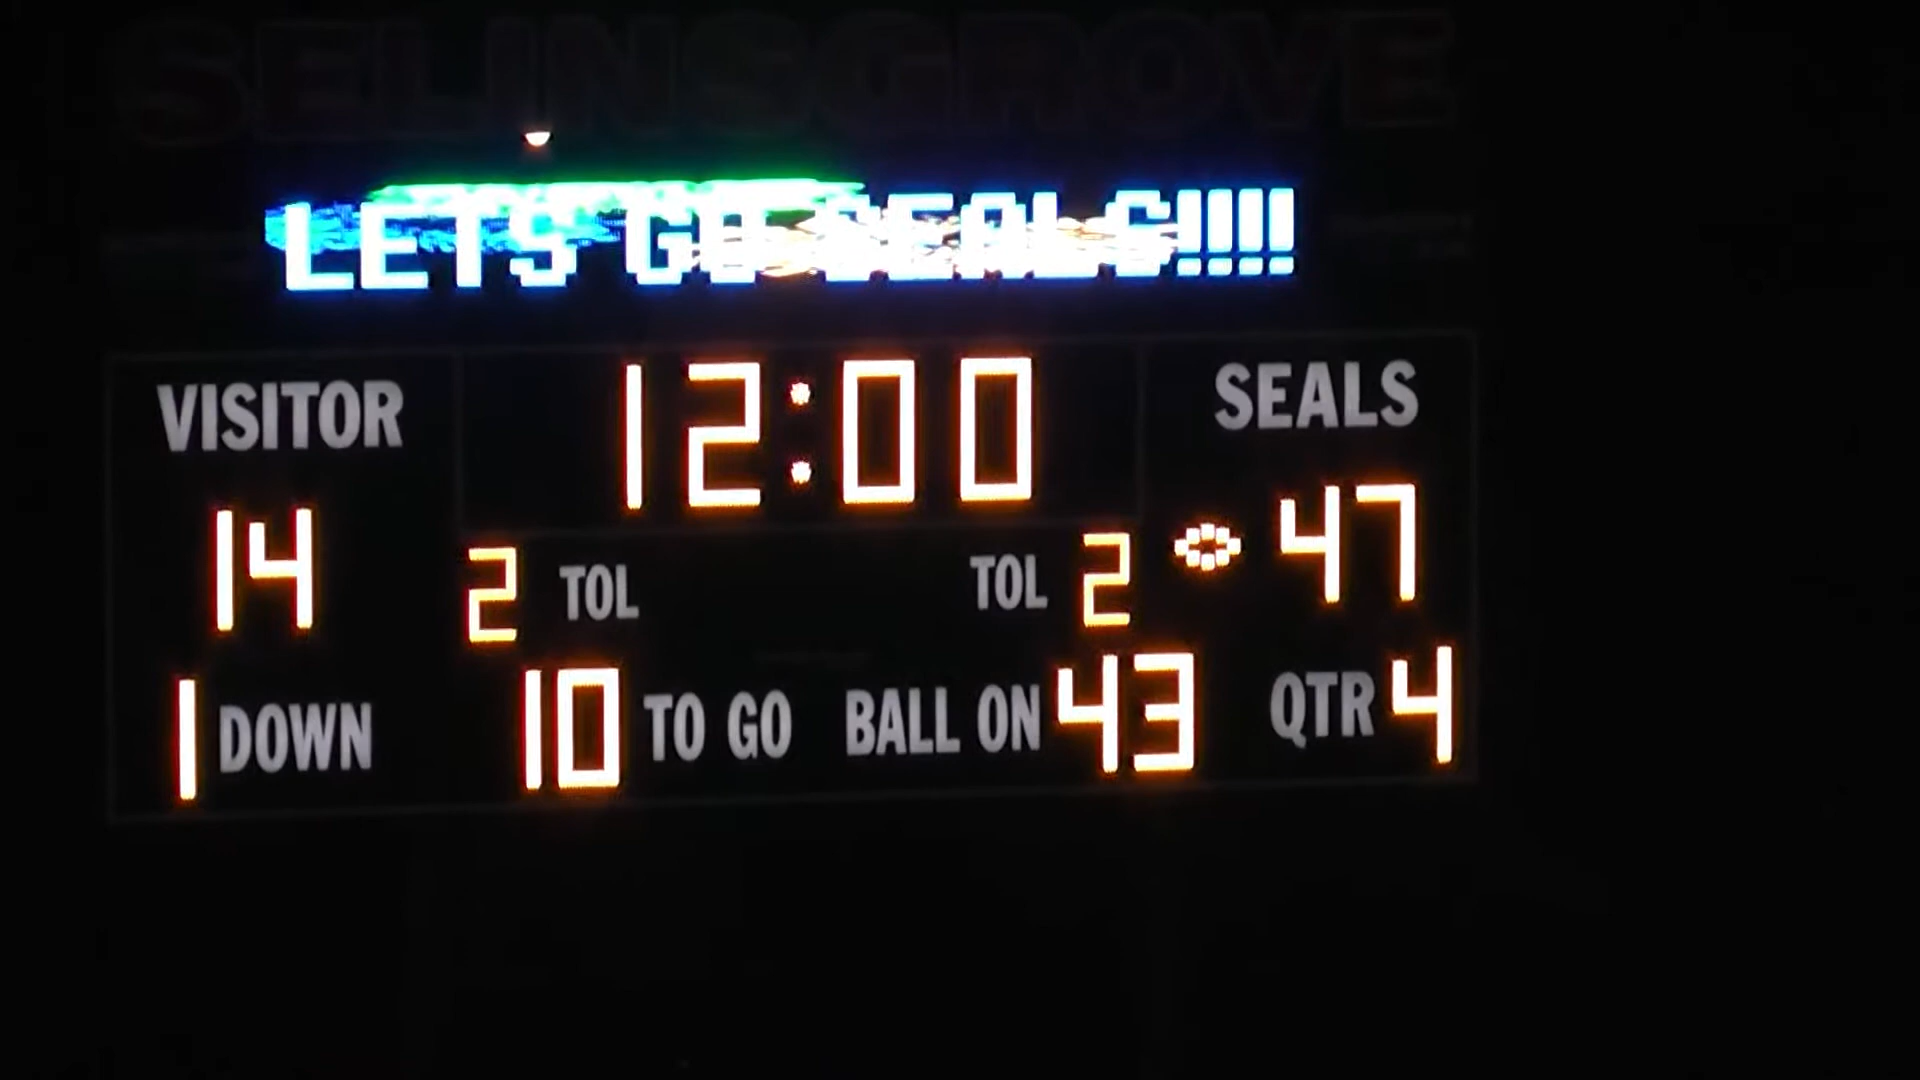 SELINSGROVE
LETS GO SEALS!!!!
VISITOR 12:00 SEALS
14 2 TOL TOL 2 47
1 DOWN 10 TO GO BALL ON 43 QTR 4